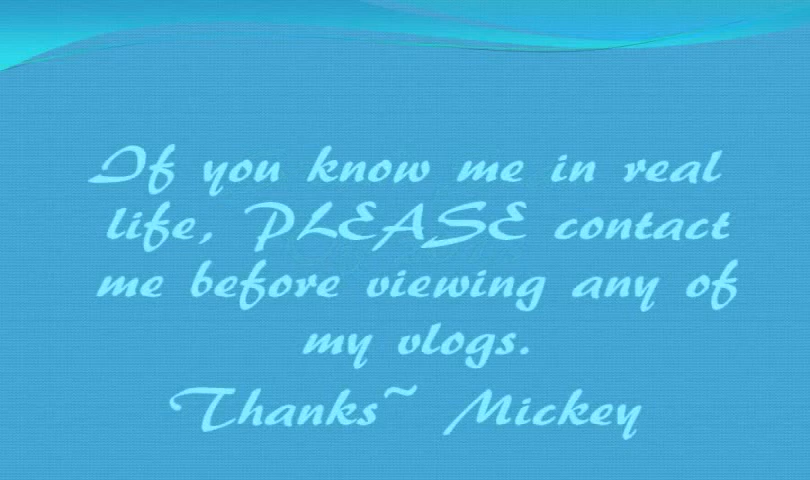 If you know me in real
life, PLEASE contact
me before viewing any of
my vlogs.
Thanks~ Mickey